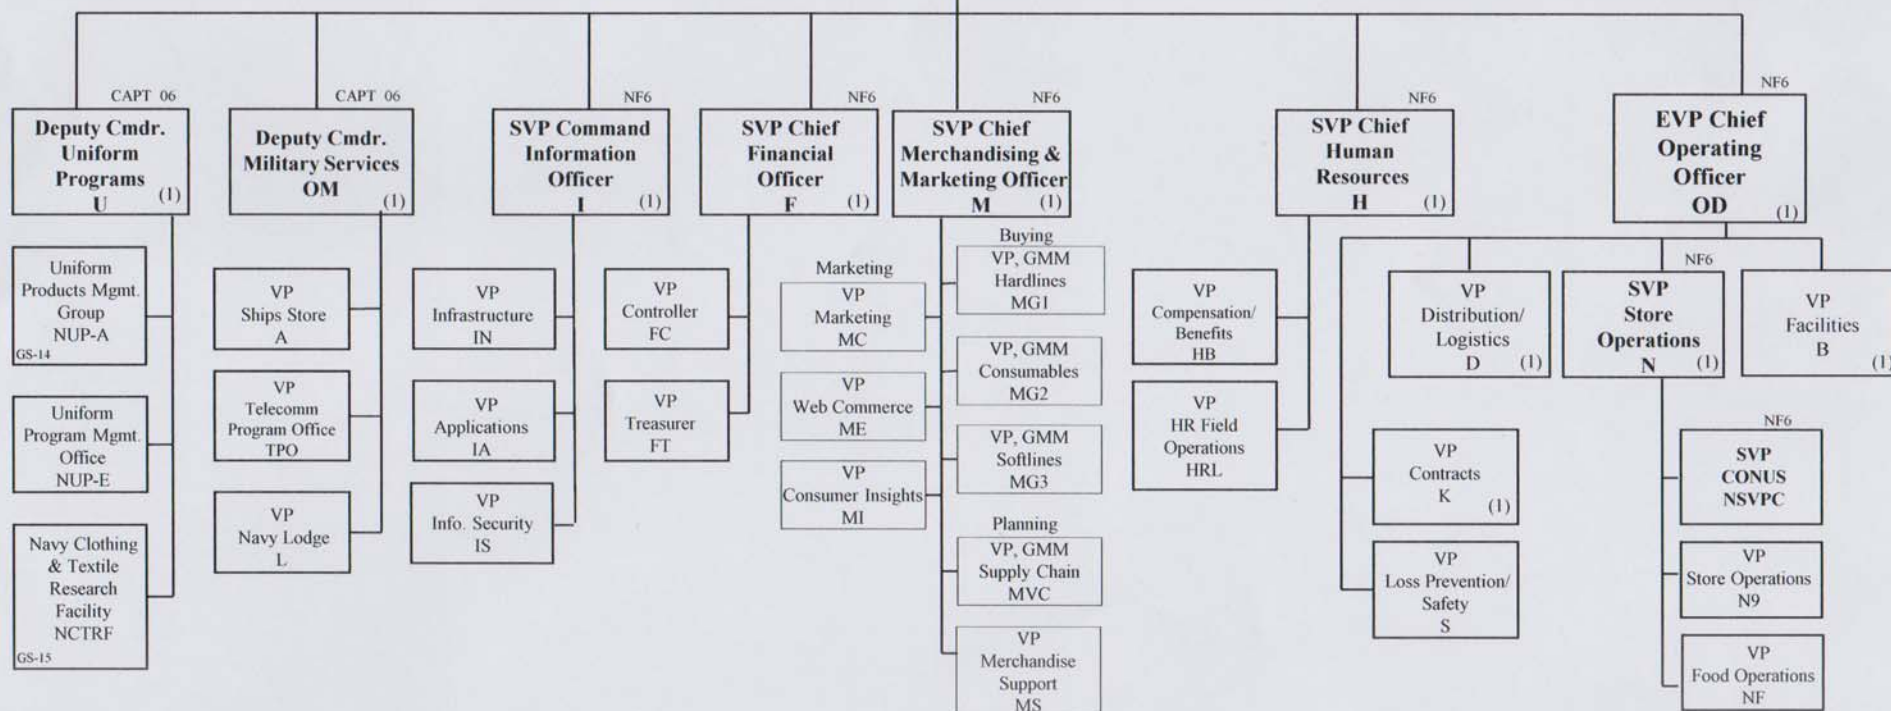 CAPT 06
Deputy Cmdr.
Uniform
Programs
U (1)
Uniform
Products Mgmt.
Group
NUP-A
GS-14
Uniform
Program Mgmt.
Office
NUP-E
Navy Clothing
& Textile
Research
Facility
NCTRF
GS-15
CAPT 06
Deputy Cmdr.
Military Services
OM
(1)
VP
Ships Store
A
VP
Telecomm
Program Office
TPO
VP
Navy Lodge
L
NF6
SVP Command
Information
Officer
I (1)
VP
Infrastructure
IN
VP
Applications
IA
VP
Info. Security
IS
NF6
SVP Chief
Financial
Officer
F (1)
VP
Controller
FC
VP
Treasurer
FT
NF6
SVP Chief
Merchandising &
Marketing Officer
M (1)
Marketing
VP
Marketing
MC
VP
Web Commerce
ME
VP
Consumer Insights
MI
Buying
VP, GMM
Hardlines
MG1
VP, GMM
Consumables
MG2
VP, GMM
Softlines
MG3
Planning
VP, GMM
Supply Chain
MVC
VP
Merchandise
Support
MS
NF6
SVP Chief
Human
Resources
H (1)
VP
Compensation/
Benefits
HB
VP
HR Field
Operations
HRL
NF6
EVP Chief
Operating
Officer
OD (1)
VP
Distribution/
Logistics
D (1)
NF6
SVP
Store
Operations
N (1)
VP
Facilities
B
(1)
VP
Contracts
K
(1)
VP
Loss Prevention/
Safety
S
NF6
SVP
CONUS
NSVPC
VP
Store Operations
N9
VP
Food Operations
NF